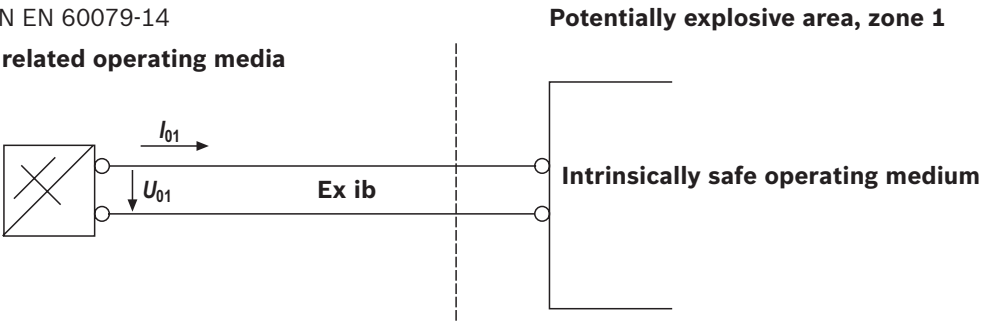 N EN 60079-14
Potentially explosive area, zone 1
related operating media
I01
U01
Ex ib
Intrinsically safe operating medium